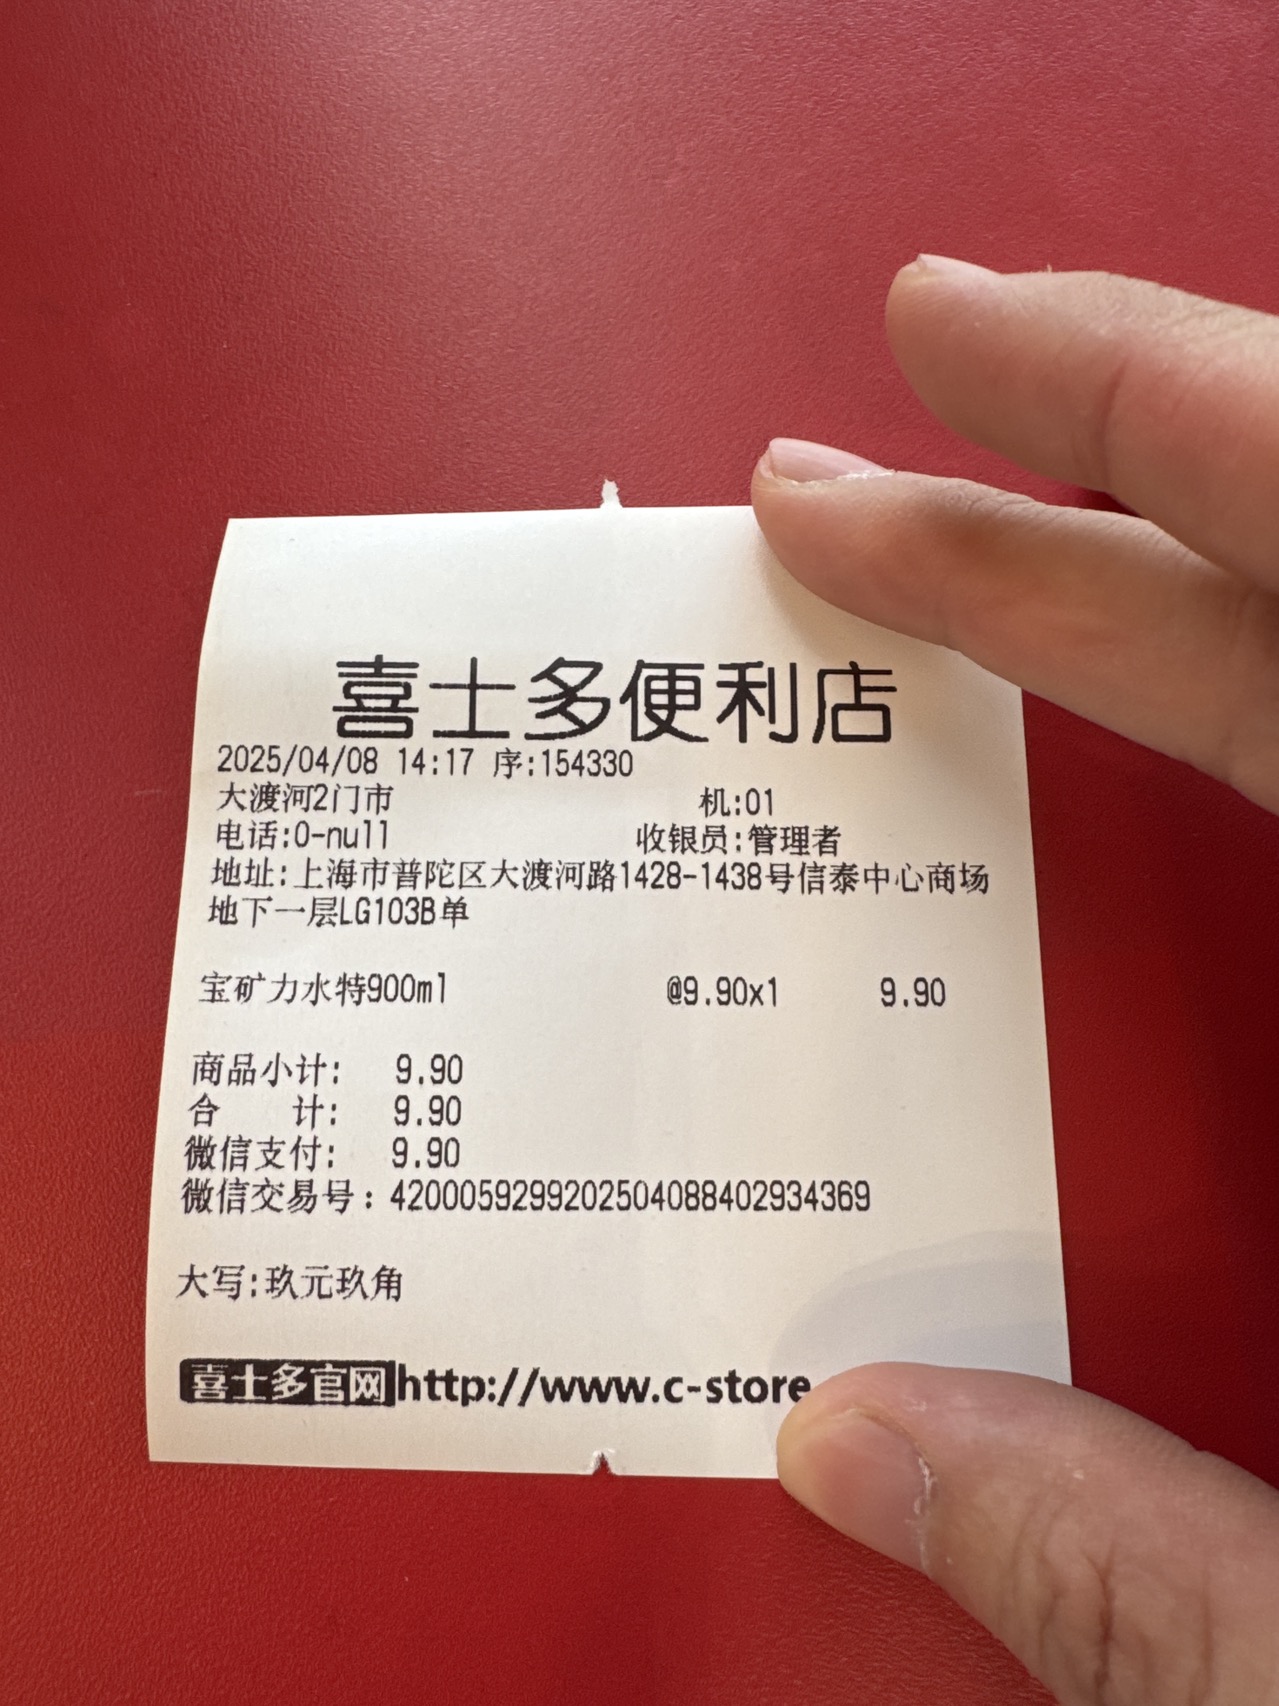 喜士多便利店
2025/04/08 14:17 序:154330
大渡河2门市 机:01
电话:0-null 收银员:管理者
地址:上海市普陀区大渡河路1428-1438号信泰中心商场
地下一层LG103B单
宝矿力水特900ml @9.90x1 9.90
商品小计: 9.90
合 计: 9.90
微信支付: 9.90
微信交易号:4200059299202504088402934369
大写:玖元玖角
喜士多官网http://www.c-store